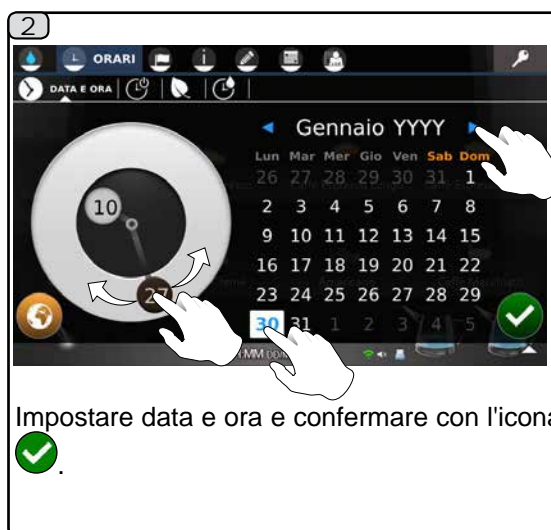 2
ORARI
DATA E ORA
Gennaio YYYY
Lun Mar Mer Gio Ven Sab Dom
26 27 28 29 30 31 1
2 3 4 5 6 7 8
9 10 11 12 13 14 15
16 17 18 19 20 21 22
23 24 25 26 27 28 29
30 31 1 2 3 4 5
10
27
MM DD/M
Impostare data e ora e confermare con l'icona
.